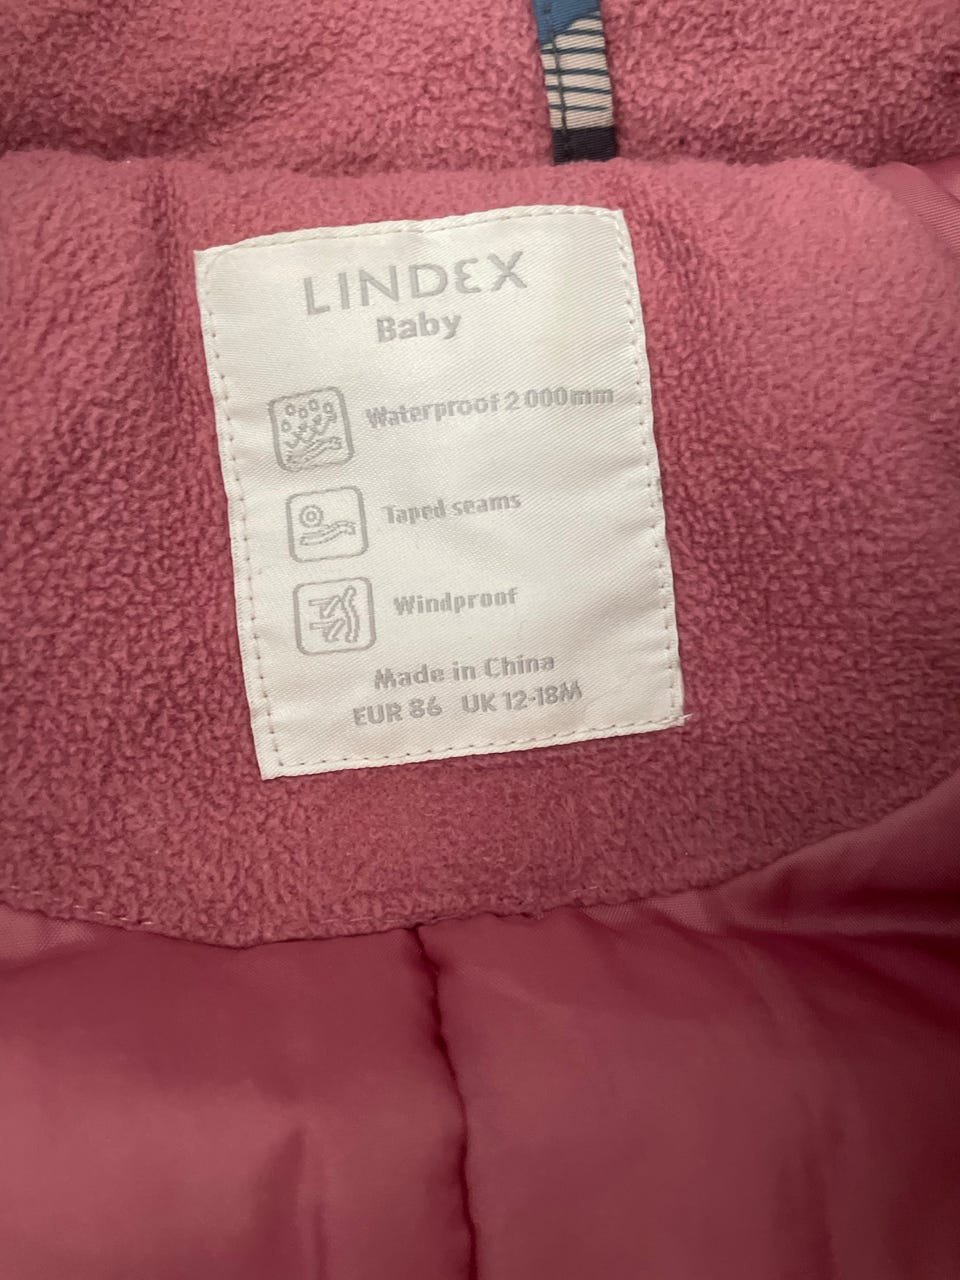 LINDEX
Baby
Waterproof 2 000mm
Taped seams
Windproof
Made in China
EUR 86 UK 12-18M